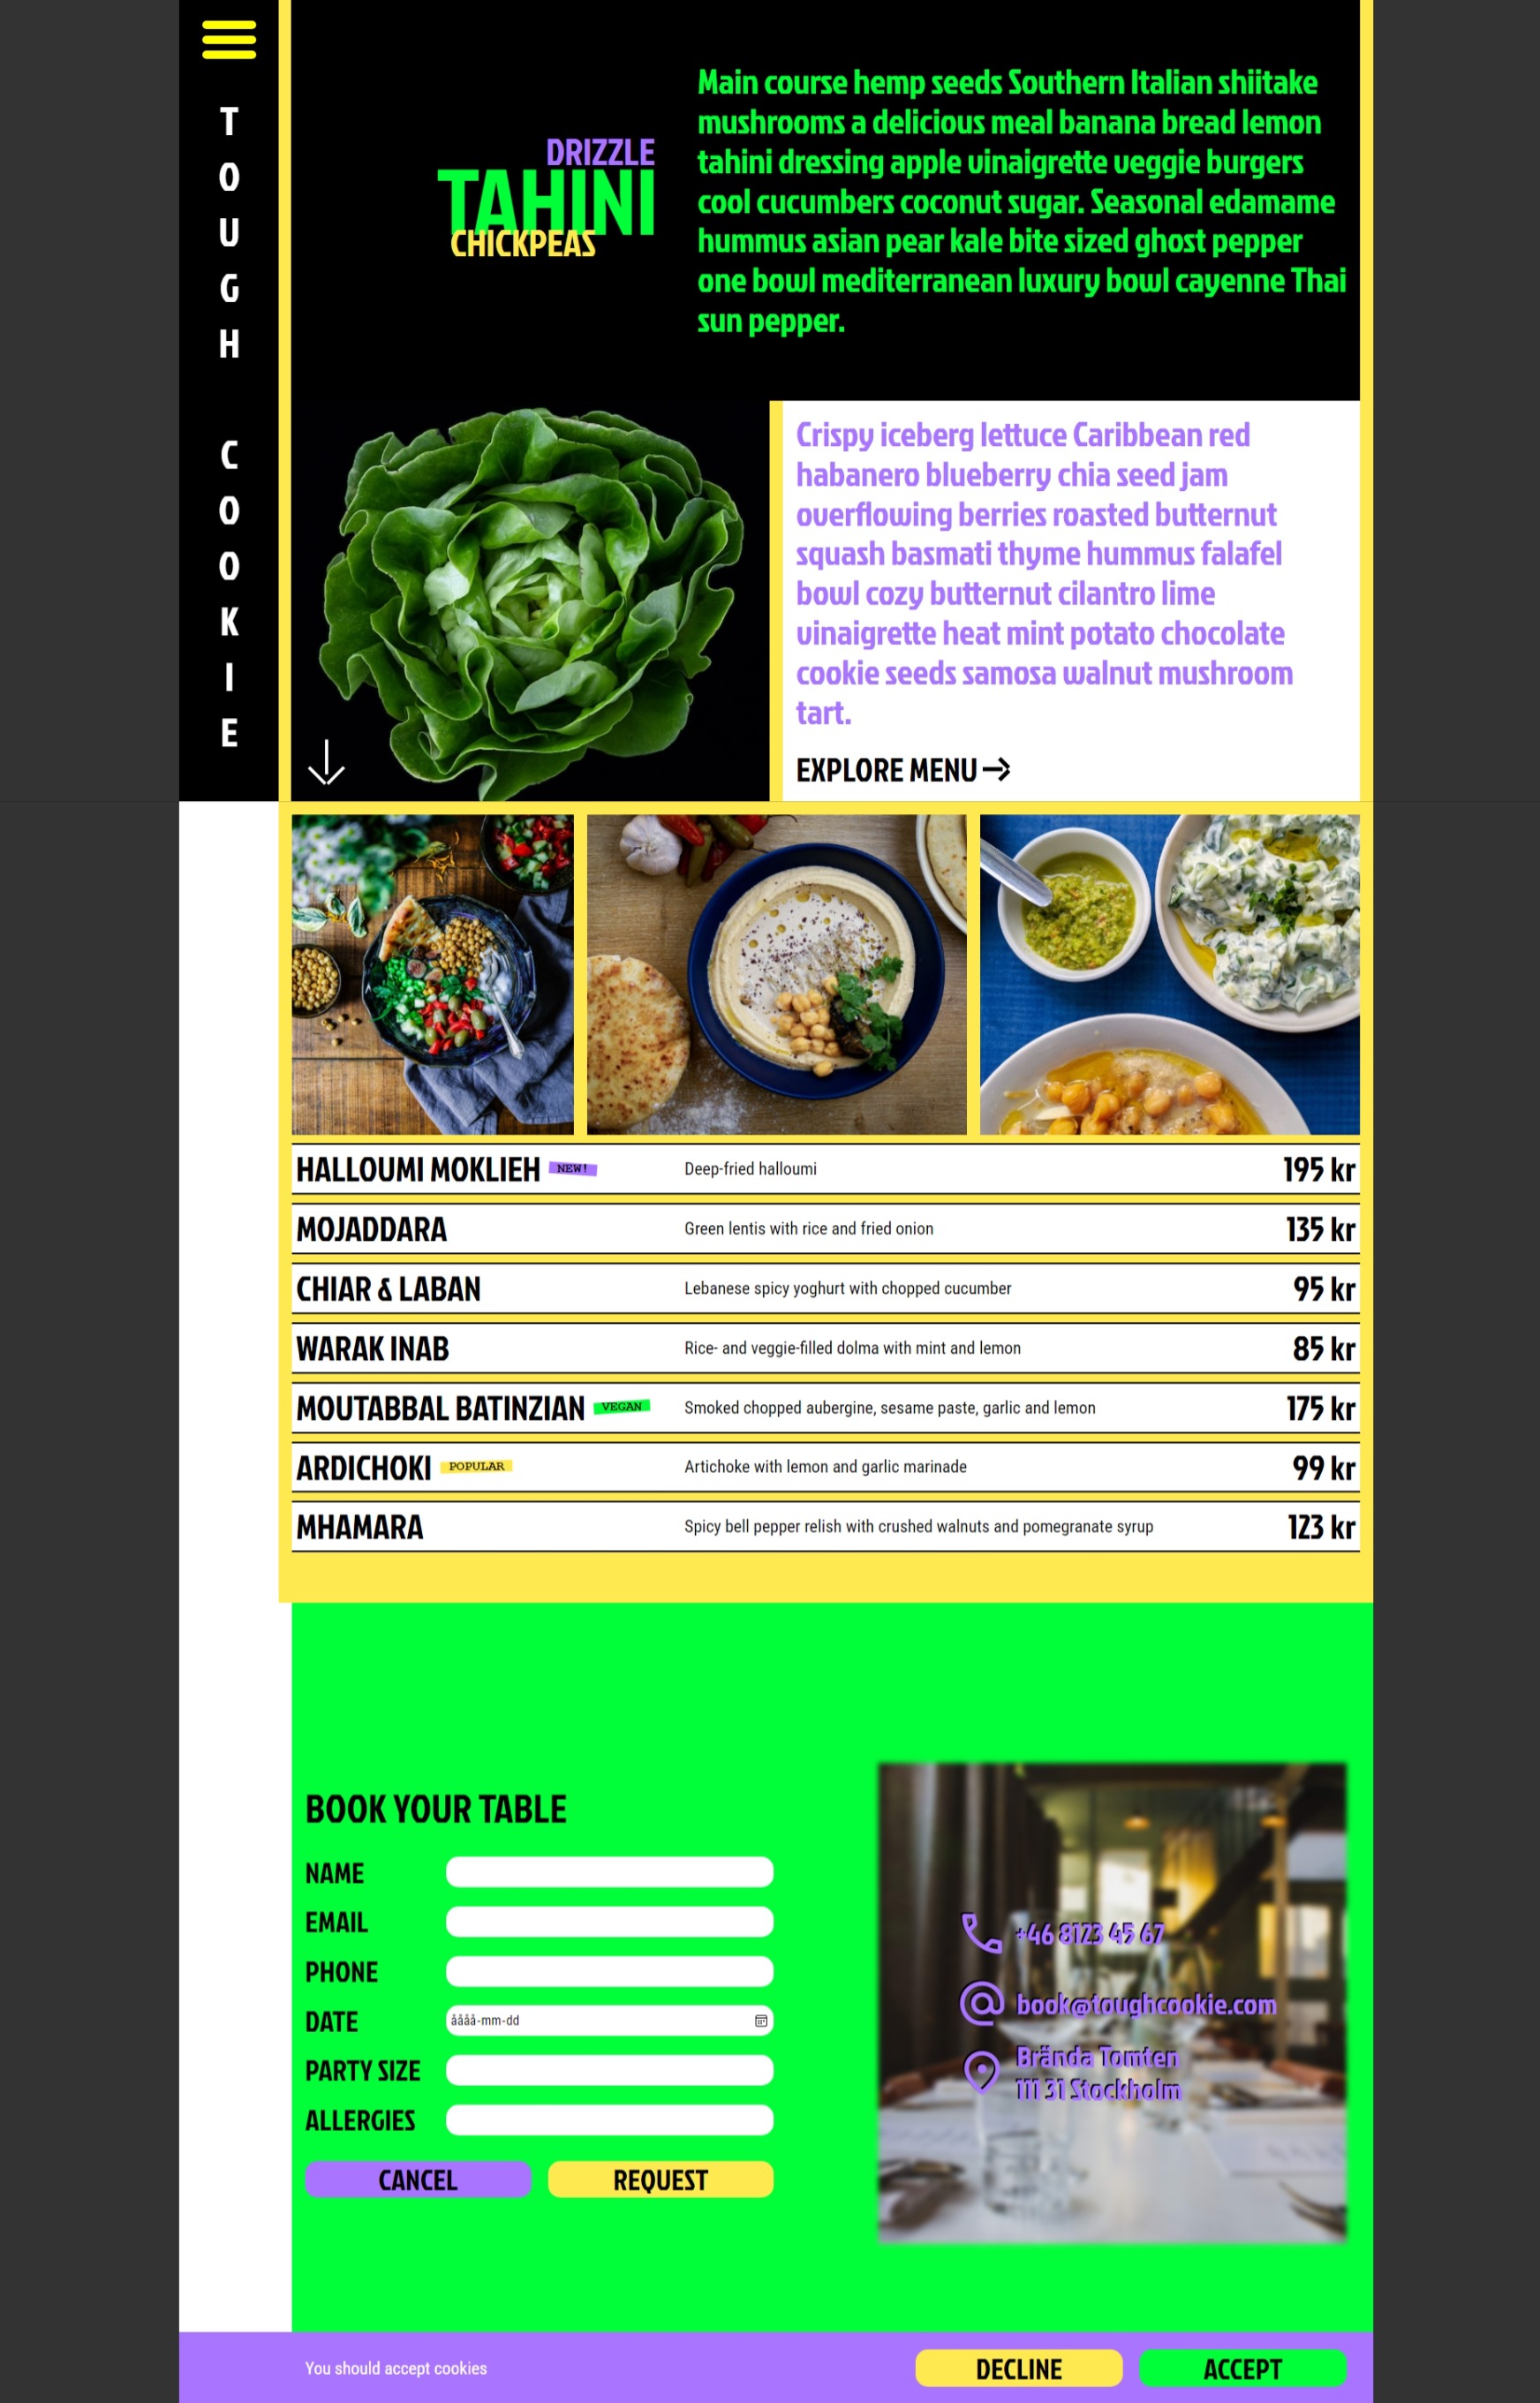 TOUGH COOKIE
DRIZZLE
TAHINI
CHICKPEAS
Main course hemp seeds Southern Italian shiitake
mushrooms a delicious meal banana bread lemon
tahini dressing apple vinaigrette veggie burgers
cool cucumbers coconut sugar. Seasonal edamame
hummus asian pear kale bite sized ghost pepper
one bowl mediterranean luxury bowl cayenne Thai
sun pepper.
Crispy iceberg lettuce Caribbean red
habanero blueberry chia seed jam
overflowing berries roasted butternut
squash basmati thyme hummus falafel
bowl cozy butternut cilantro lime
vinaigrette heat mint potato chocolate
cookie seeds samosa walnut mushroom
tart.
EXPLORE MENU
HALLOUMI MOKLIEH NEW! Deep-fried halloumi 195 kr
MOJADDARA Green lentis with rice and fried onion 135 kr
CHIAR & LABAN Lebanese spicy yoghurt with chopped cucumber 95 kr
WARAK INAB Rice- and veggie-filled dolma with mint and lemon 85 kr
MOUTABBAL BATINZIAN VEGAN Smoked chopped aubergine, sesame paste, garlic and lemon 175 kr
ARDICHOKI POPULAR Artichoke with lemon and garlic marinade 99 kr
MHAMARA Spicy bell pepper relish with crushed walnuts and pomegranate syrup 123 kr
BOOK YOUR TABLE
NAME
EMAIL
PHONE
DATE åååå-mm-dd
PARTY SIZE
ALLERGIES
CANCEL REQUEST
+46 8123 45 67
book@toughcookie.com
Brända Tomten
111 31 Stockholm
You should accept cookies DECLINE ACCEPT